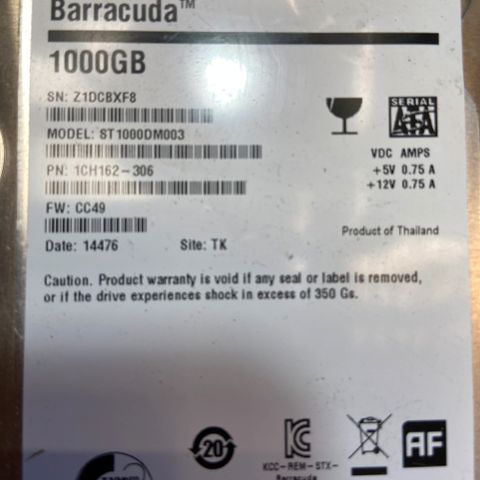 Barracuda™
1000GB
SN: Z1DCBXF8
MODEL: ST1000DM003
PN: 1CH162-306
FW: CC49
Date: 14476 Site: TK
SERIAL
ATA
VDC AMPS
+5V 0.75 A
+12V 0.75 A
Product of Thailand
Caution. Product warranty is void if any seal or label is removed,
or if the drive experiences shock in excess of 350 Gs.
20
KC
AF
KCC-REM-STX-
Barracuda